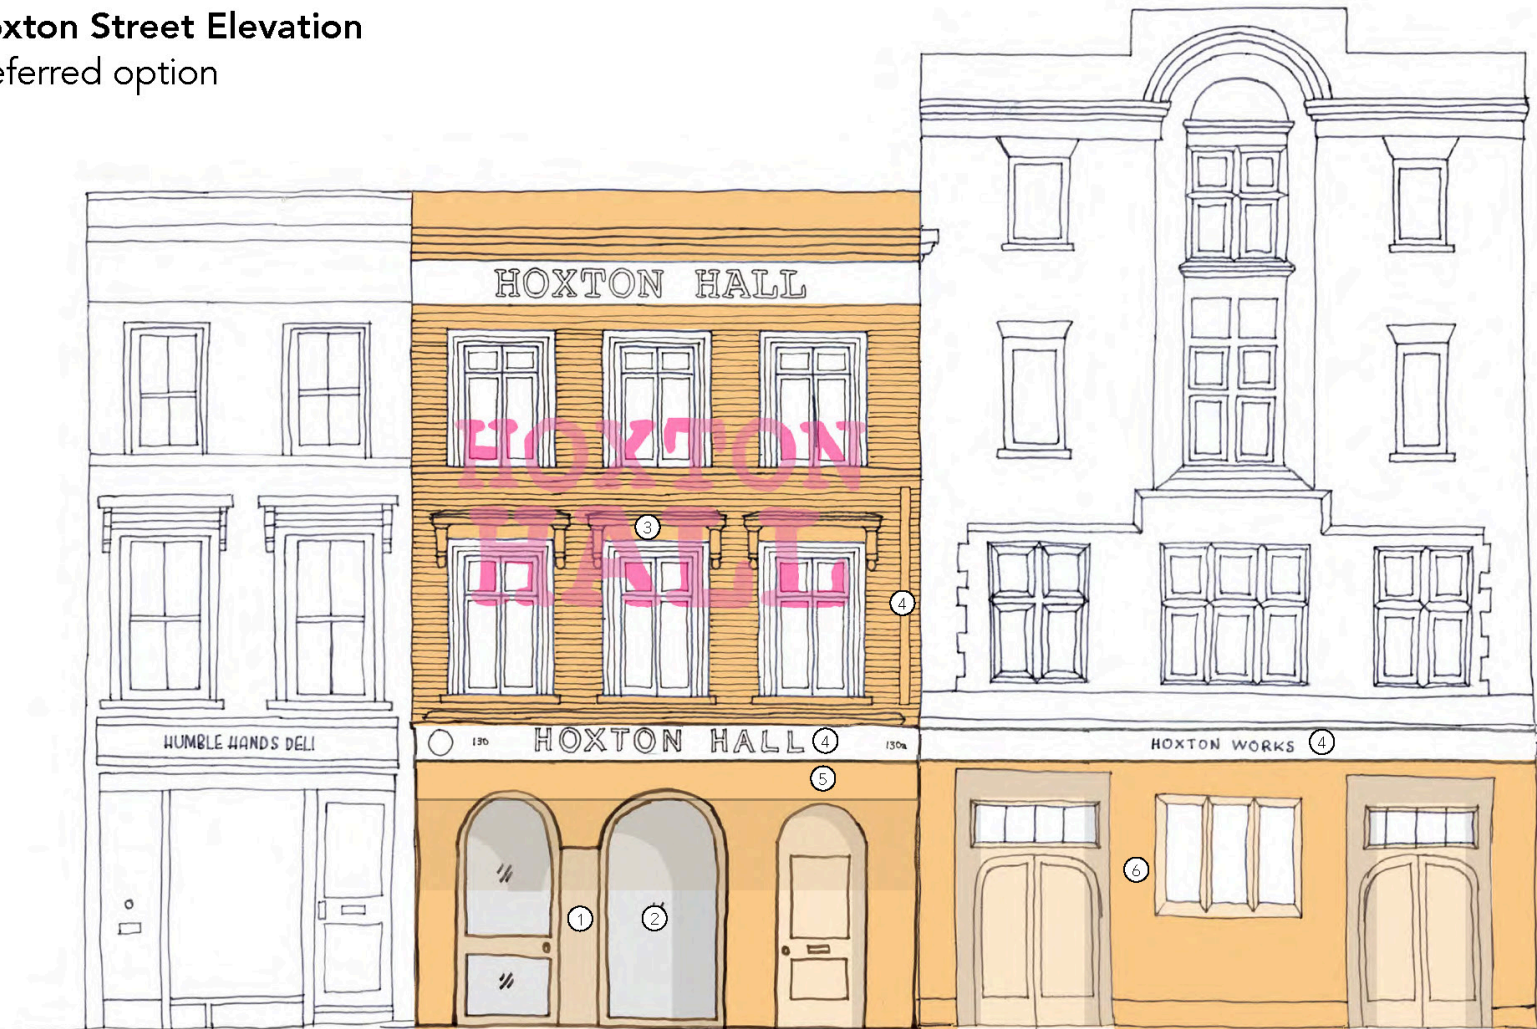 oxton Street Elevation
eferred option
HOXTON HALL
HOXTON
HALL
3
4
HUMBLE HANDS DELI
130 HOXTON HALL 4 130a
HOXTON WORKS 4
5
6
1 2